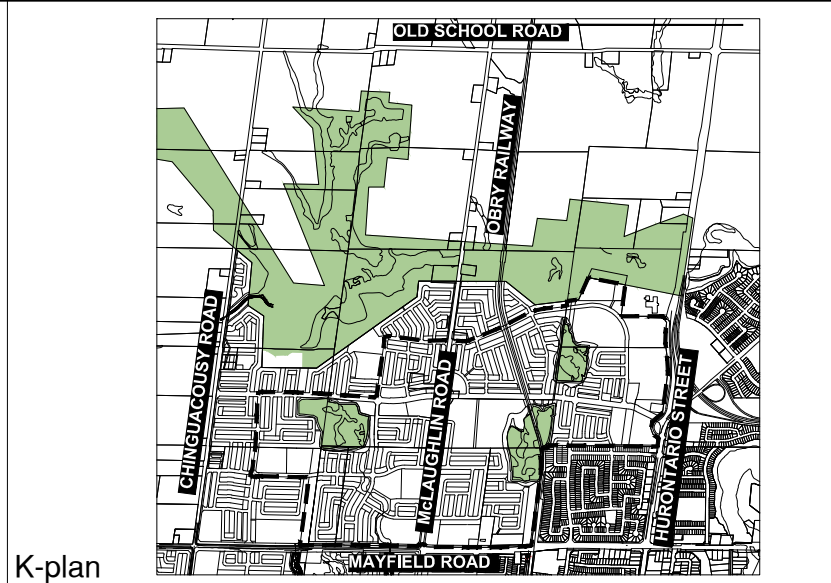 OLD SCHOOL ROAD
OBRY RAILWAY
CHINGUACOUSY ROAD
McLAUGHLIN ROAD
HURONTARIO STREET
MAYFIELD ROAD
K-plan